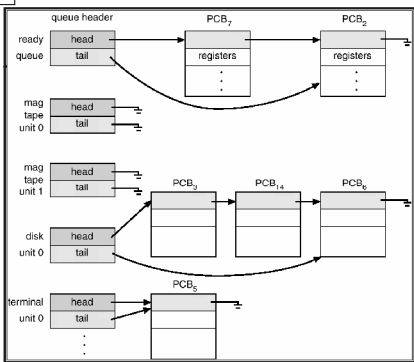 queue header
PCB7
PCB2
ready
queue
head
tail
registers
registers
mag
tape
unit 0
head
tail
mag
tape
unit 1
head
tail
PCB3
PCB14
PCB6
disk
unit 0
head
tail
PCB5
terminal
unit 0
head
tail